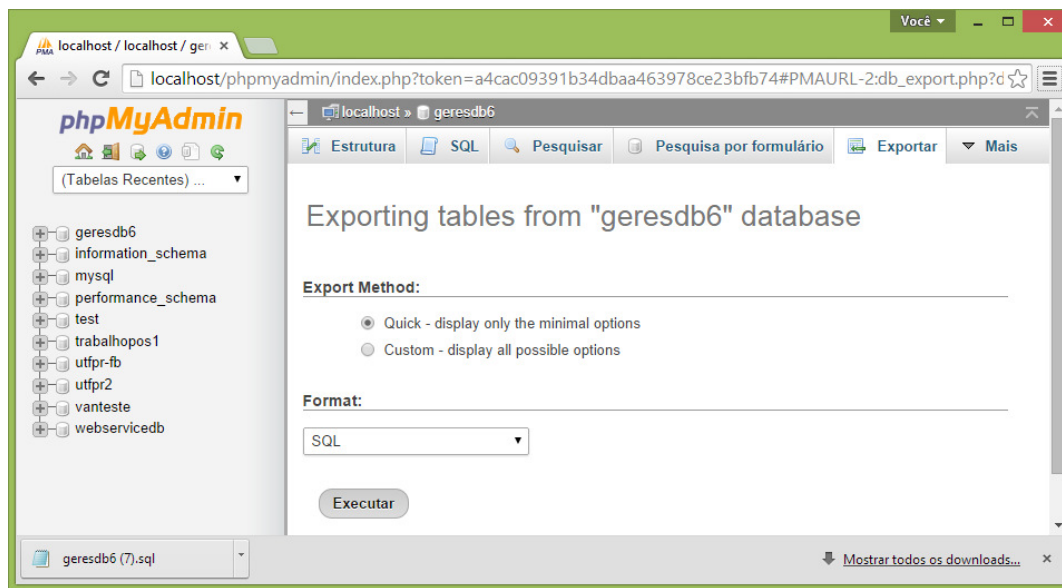 Você
localhost / localhost / ger
localhost/phpmyadmin/index.php?token=a4cac09391b34dbaa463978ce23bfb74#PMAURL-2:db_export.php?d
phpMyAdmin
localhost » geresdb6
Estrutura SQL Pesquisar Pesquisa por formulário Exportar Mais
(Tabelas Recentes) ...
geresdb6
information_schema
mysql
performance_schema
test
trabalhopos1
utfpr-fb
utfpr2
vanteste
webservicedb
Exporting tables from "geresdb6" database
Export Method:
Quick - display only the minimal options
Custom - display all possible options
Format:
SQL
Executar
geresdb6 (7).sql
Mostrar todos os downloads...